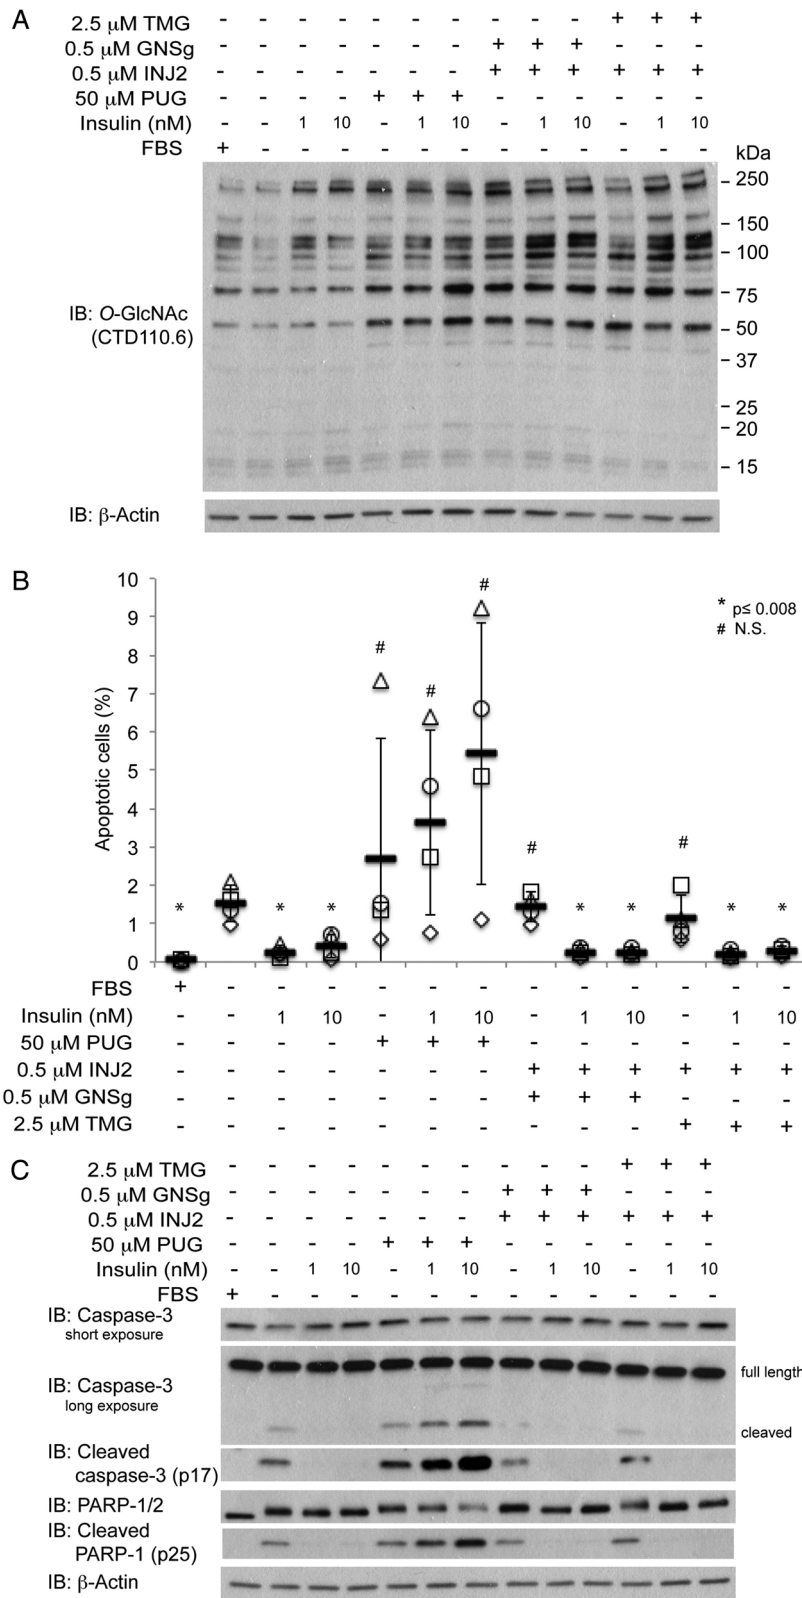 A
2.5 μM TMG - - - - - - - - - - + + +
0.5 μM GNSg - - - - - - - + + + - - -
0.5 μM INJ2 - - - - - - - + + + + + +
50 μM PUG - - - - + + + - - - - - -
Insulin (nM) - - 1 10 - 1 10 - 1 10 - 1 10
FBS + - - - - - - - - - - - -
kDa
250
150
100
75
50
37
25
20
15
IB: O-GlcNAc
(CTD110.6)
IB: β-Actin
B
* p≤ 0.008
# N.S.
Apoptotic cells (%)
10
9
8
7
6
5
4
3
2
1
0
* * * # # # # * * # * *
FBS + - - - - - - - - - - - -
Insulin (nM) - - 1 10 - 1 10 - 1 10 - 1 10
50 μM PUG - - - - + + + - - - - - -
0.5 μM INJ2 - - - - - - - + + + + + +
0.5 μM GNSg - - - - - - - + + + - - -
2.5 μM TMG - - - - - - - - - - + + +
C
2.5 μM TMG - - - - - - - - - - + + +
0.5 μM GNSg - - - - - - - + + + - - -
0.5 μM INJ2 - - - - - - - + + + + + +
50 μM PUG - - - - + + + - - - - - -
Insulin (nM) - - 1 10 - 1 10 - 1 10 - 1 10
FBS + - - - - - - - - - - - -
IB: Caspase-3
short exposure
IB: Caspase-3
long exposure
full length
cleaved
IB: Cleaved
caspase-3 (p17)
IB: PARP-1/2
IB: Cleaved
PARP-1 (p25)
IB: β-Actin